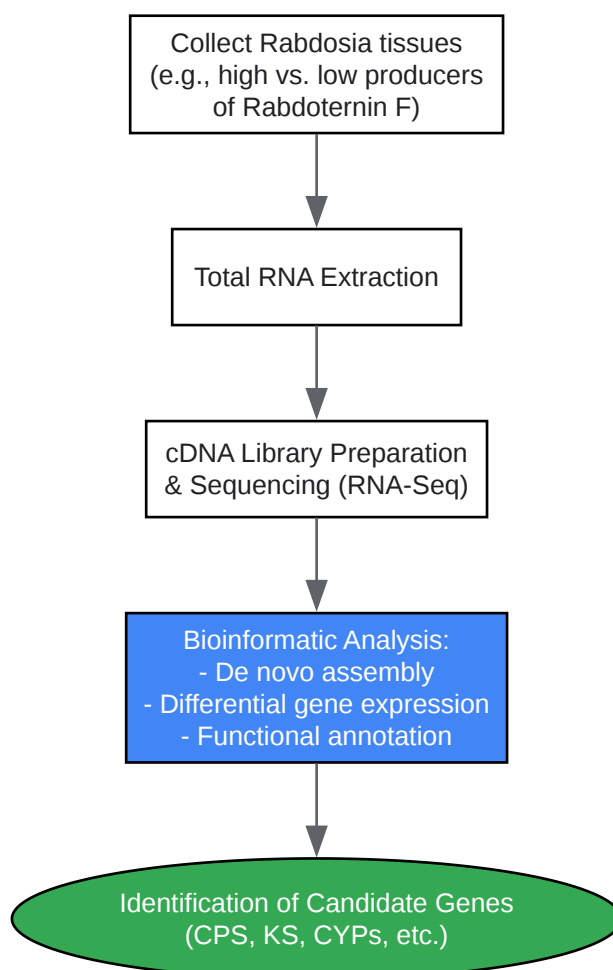 Collect Rabdosia tissues
(e.g., high vs. low producers
of Rabdoternin F)
Total RNA Extraction
cDNA Library Preparation
& Sequencing (RNA-Seq)
Bioinformatic Analysis:
- De novo assembly
- Differential gene expression
- Functional annotation
Identification of Candidate Genes
(CPS, KS, CYPs, etc.)